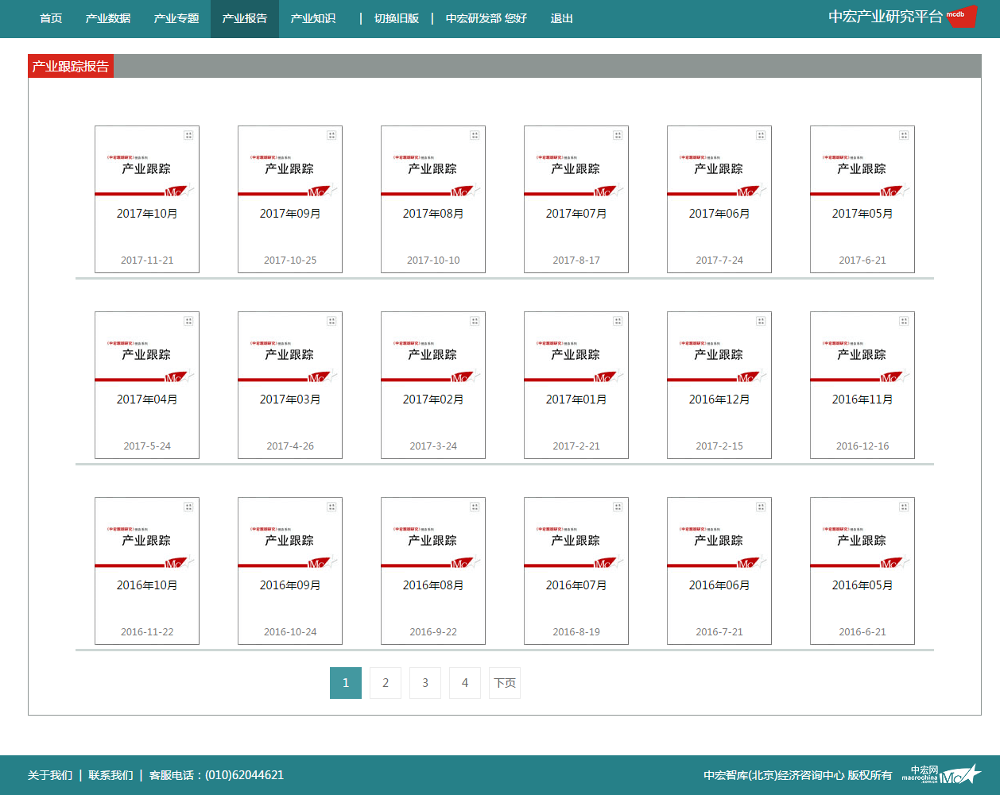 首页 产业数据 产业专题 产业报告 产业知识 | 切换旧版 | 中宏研发部 您好 退出 中宏产业研究平台 mcdb
产业跟踪报告
产业跟踪 产业跟踪 产业跟踪 产业跟踪 产业跟踪 产业跟踪
2017年10月 2017年09月 2017年08月 2017年07月 2017年06月 2017年05月
2017-11-21 2017-10-25 2017-10-10 2017-8-17 2017-7-24 2017-6-21
产业跟踪 产业跟踪 产业跟踪 产业跟踪 产业跟踪 产业跟踪
2017年04月 2017年03月 2017年02月 2017年01月 2016年12月 2016年11月
2017-5-24 2017-4-26 2017-3-24 2017-2-21 2017-2-15 2016-12-16
产业跟踪 产业跟踪 产业跟踪 产业跟踪 产业跟踪 产业跟踪
2016年10月 2016年09月 2016年08月 2016年07月 2016年06月 2016年05月
2016-11-22 2016-10-24 2016-9-22 2016-8-19 2016-7-21 2016-6-21
1 2 3 4 下页
关于我们 | 联系我们 | 客服电话：(010)62044621 中宏智库(北京)经济咨询中心 版权所有 中宏网
macrochina
.com.cn